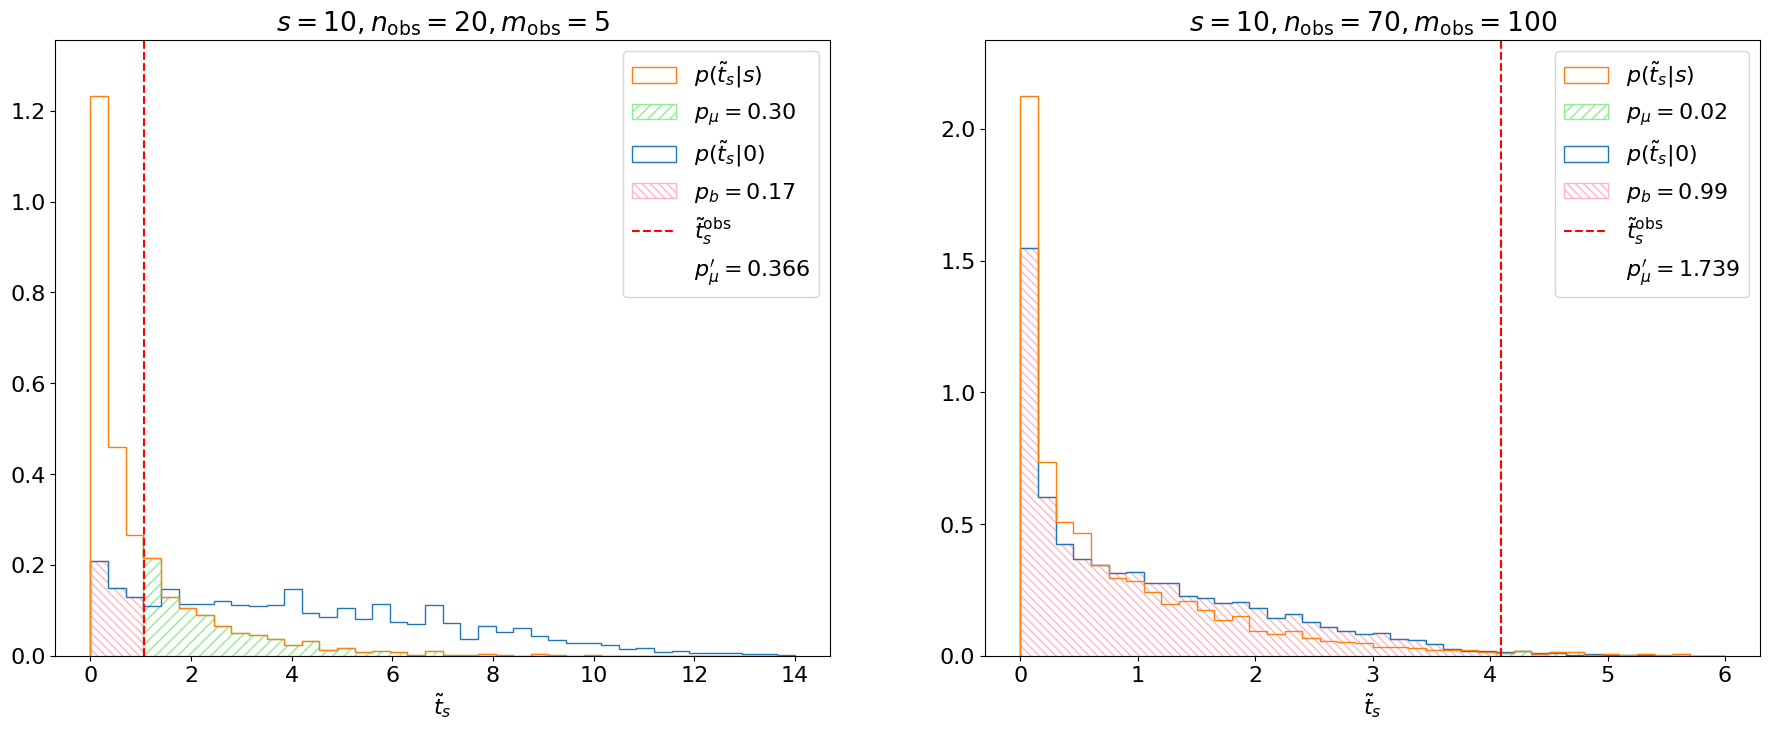 s = 10, n_obs = 20, m_obs = 5
1.2
1.0
0.8
0.6
0.4
0.2
0.0
0 2 4 6 8 10 12 14
t̃_s
p(t̃_s|s)
p_μ = 0.30
p(t̃_s|0)
p_b = 0.17
t̃_s^obs
p′_μ = 0.366
s = 10, n_obs = 70, m_obs = 100
2.0
1.5
1.0
0.5
0.0
0 1 2 3 4 5 6
t̃_s
p(t̃_s|s)
p_μ = 0.02
p(t̃_s|0)
p_b = 0.99
t̃_s^obs
p′_μ = 1.739